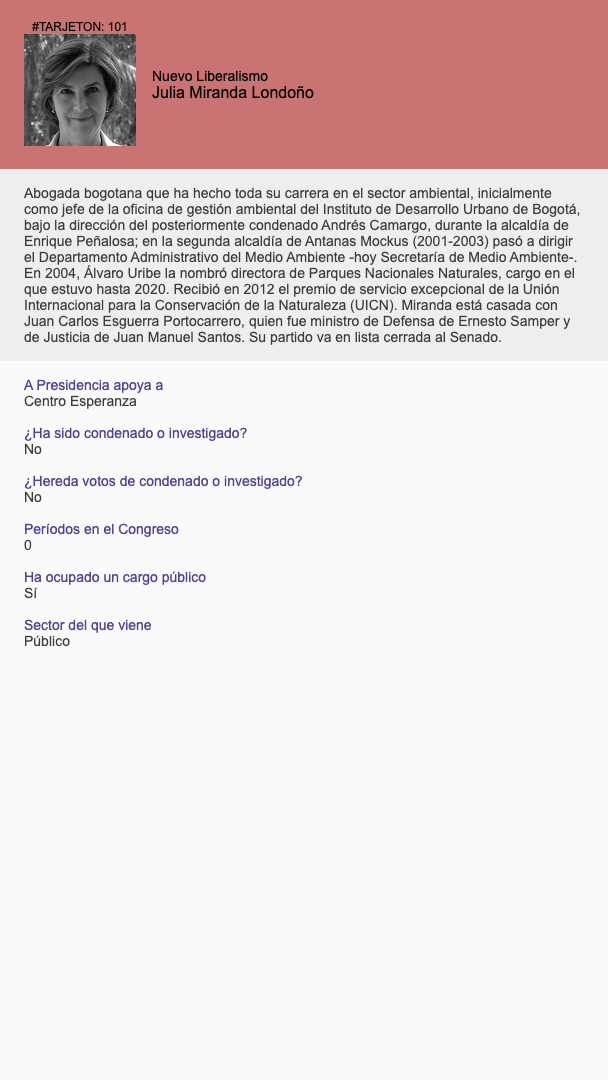 #TARJETON: 101
Nuevo Liberalismo
Julia Miranda Londoño
Abogada bogotana que ha hecho toda su carrera en el sector ambiental, inicialmente
como jefe de la oficina de gestión ambiental del Instituto de Desarrollo Urbano de Bogotá,
bajo la dirección del posteriormente condenado Andrés Camargo, durante la alcaldía de
Enrique Peñalosa; en la segunda alcaldía de Antanas Mockus (2001-2003) pasó a dirigir
el Departamento Administrativo del Medio Ambiente -hoy Secretaría de Medio Ambiente-.
En 2004, Álvaro Uribe la nombró directora de Parques Nacionales Naturales, cargo en el
que estuvo hasta 2020. Recibió en 2012 el premio de servicio excepcional de la Unión
Internacional para la Conservación de la Naturaleza (UICN). Miranda está casada con
Juan Carlos Esguerra Portocarrero, quien fue ministro de Defensa de Ernesto Samper y
de Justicia de Juan Manuel Santos. Su partido va en lista cerrada al Senado.
A Presidencia apoya a
Centro Esperanza
¿Ha sido condenado o investigado?
No
¿Hereda votos de condenado o investigado?
No
Períodos en el Congreso
0
Ha ocupado un cargo público
Sí
Sector del que viene
Público